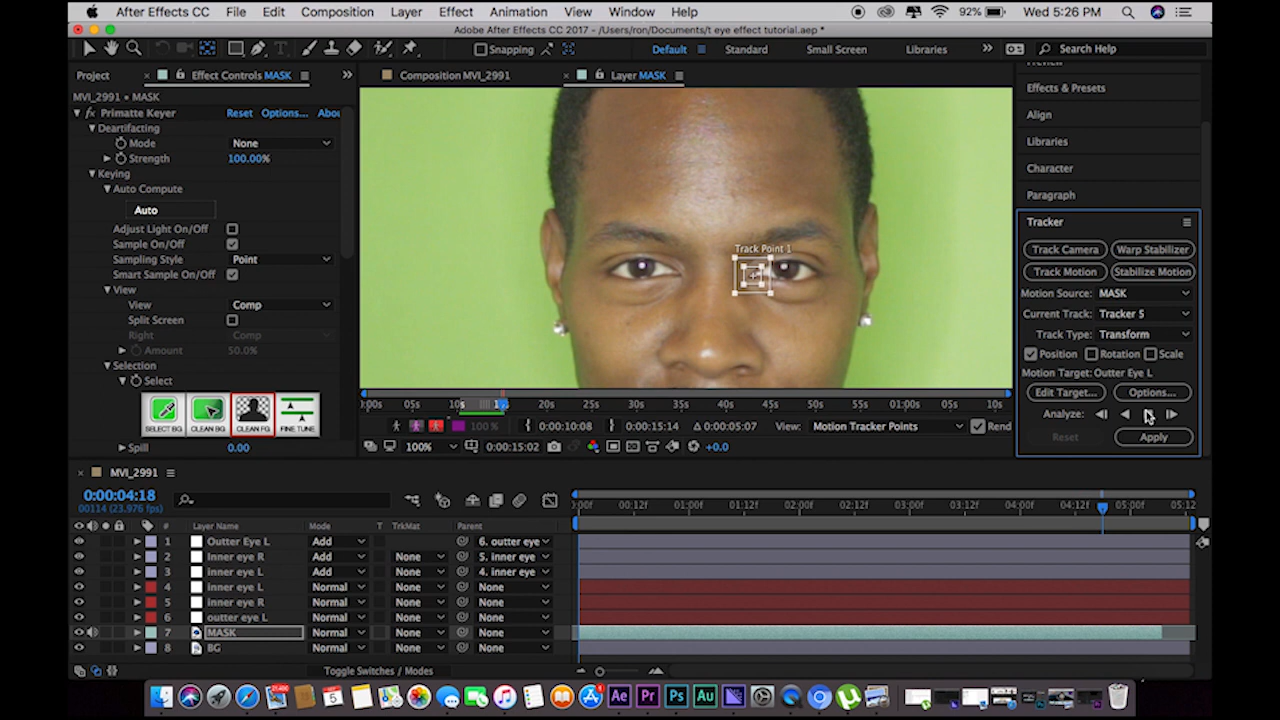 After Effects CC File Edit Composition Layer Effect Animation View Window Help 92% Wed 5:26 PM
Adobe After Effects CC 2017 - /Users/ron/Documents/t eye effect tutorial.aep *
Snapping Default Standard Small Screen Libraries Search Help
Project Effect Controls MASK Composition MVI_2991 Layer MASK
MVI_2991 • MASK
fx Primatte Keyer Reset Options... Abou
Deartifacting
Mode None
Strength 100.00%
Keying
Auto Compute
Auto
Adjust Light On/Off
Sample On/Off
Sampling Style Point
Smart Sample On/Off
View
View Comp
Split Screen
Right Comp
Amount 50.0%
Selection
Select
SELECT BG CLEAN BG CLEAN FG FINE TUNE
Spill 0.00
Track Point 1
0:00s 05s 10s 20s 25s 30s 35s 40s 45s 50s 55s 01:00s 05s 10s
100% 0:00:10:08 0:00:15:14 Δ 0:00:05:07 View: Motion Tracker Points Rend
100% 0:00:15:02 +0.0
Effects & Presets
Align
Libraries
Character
Paragraph
Tracker
Track Camera Warp Stabilizer
Track Motion Stabilize Motion
Motion Source: MASK
Current Track: Tracker 5
Track Type: Transform
Position Rotation Scale
Motion Target: Outter Eye L
Edit Target... Options...
Analyze:
Reset Apply
MVI_2991
0:00:04:18
00114 (23.976 fps)
:00f 00:12f 01:00f 01:12f 02:00f 02:12f 03:00f 03:12f 04:00f 04:12f 05:00f 05:12
# Layer Name Mode T TrkMat Parent
1 Outter Eye L Add 6. outter eye
2 Inner eye R Add None 5. inner eye
3 Inner eye L Add None 4. inner eye
4 inner eye L Normal None None
5 inner eye R Normal None None
6 outter eye L Normal None None
7 MASK Normal None None
8 BG Normal None None
Toggle Switches / Modes
Ae Pr Ps Au